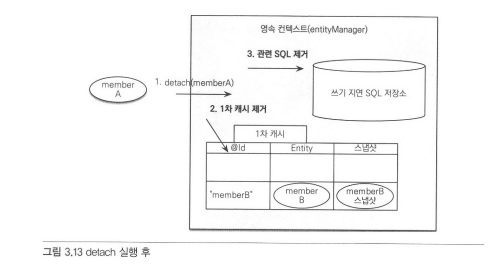 영속 컨텍스트(entityManager)
3. 관련 SQL 제거
member
A
1. detach(memberA)
쓰기 지연 SQL 저장소
2. 1차 캐시 제거
1차 캐시
@Id
Entity
스냅샷
"memberB"
member
B
memberB
스냅샷
그림 3.13 detach 실행 후